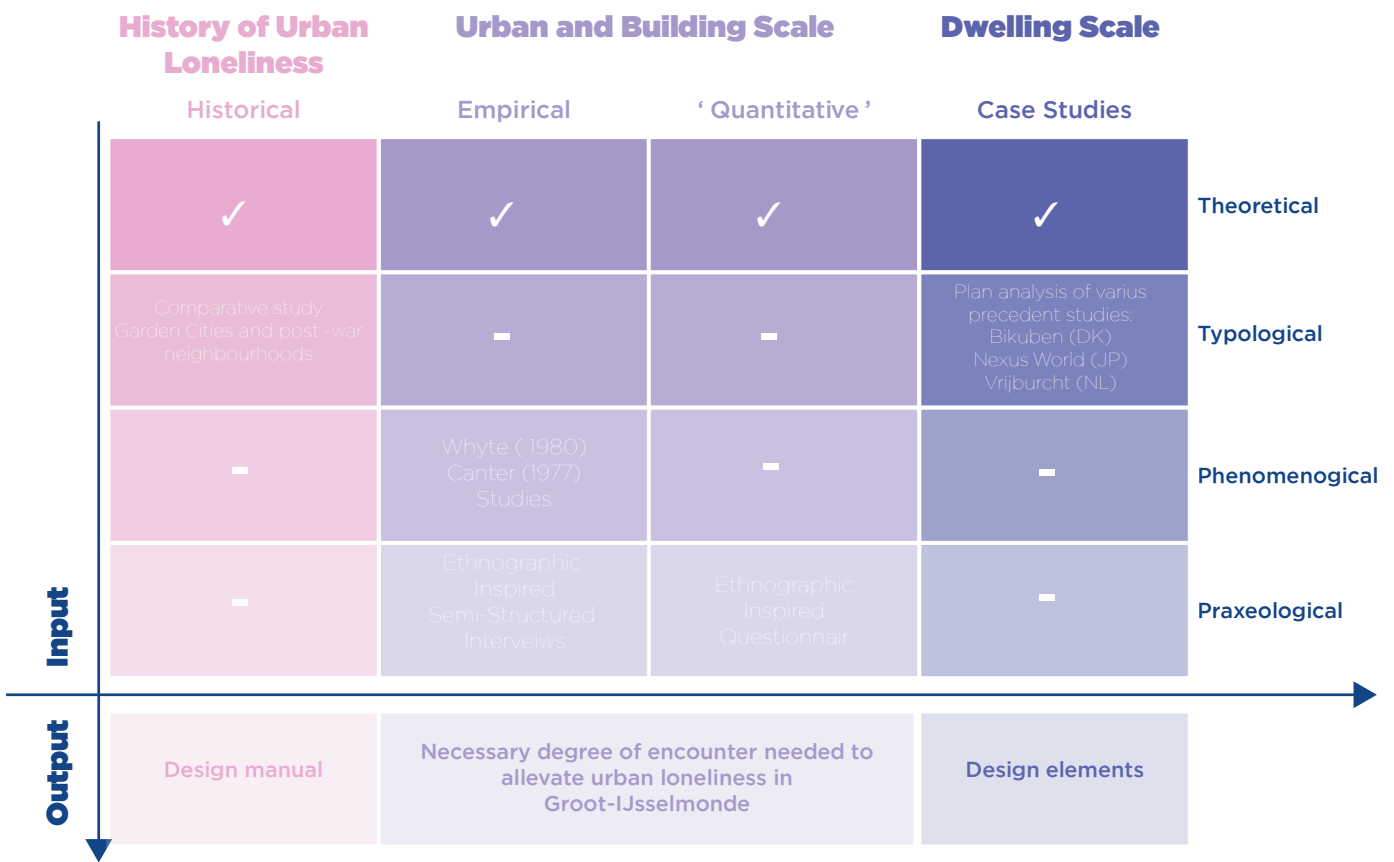 History of Urban
Loneliness
Urban and Building Scale
Dwelling Scale
Historical
Empirical
‘ Quantitative ’
Case Studies
✓
✓
✓
✓
Theoretical
Comparative study
Garden Cities and post -war
neighbourhoods
-
-
Plan analysis of varius
precedent studies:
Bikuben (DK)
Nexus World (JP)
Vrijburcht (NL)
Typological
-
Whyte ( 1980)
Canter (1977)
Studies
-
-
Phenomenogical
Input
-
Ethnographic
Inspired
Semi-Structured
Interveiws
Ethnographic
Inspired
Questionnair
-
Praxeological
Output
Design manual
Necessary degree of encounter needed to
allevate urban loneliness in
Groot-IJsselmonde
Design elements